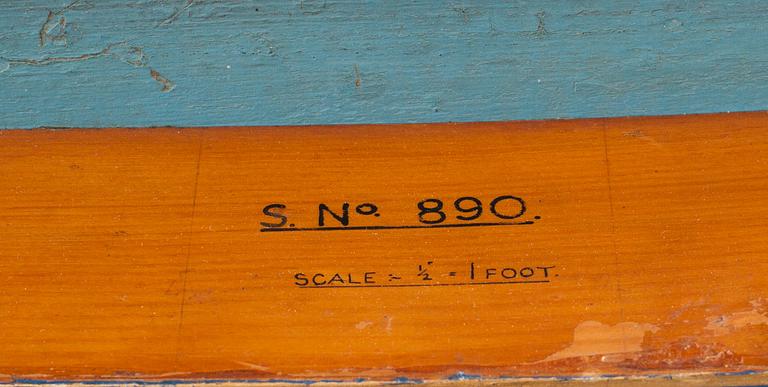 S. Nº. 890.
SCALE :- ½" = 1 FOOT.